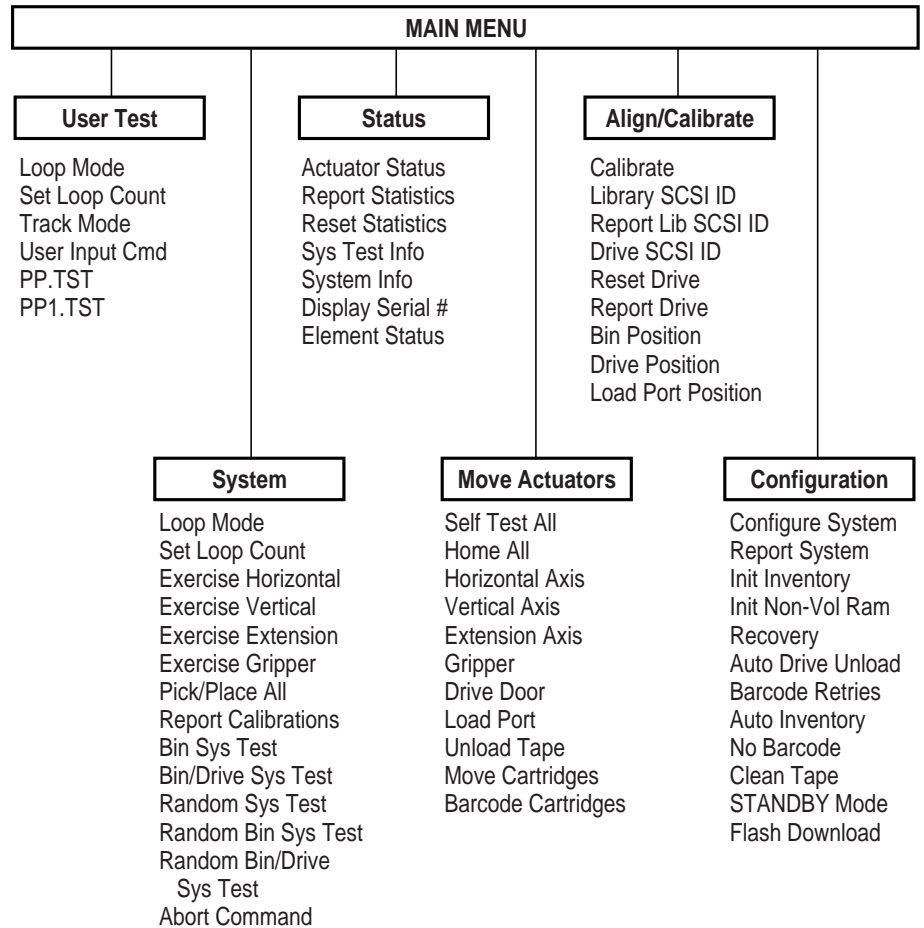 MAIN MENU
User Test
Loop Mode
Set Loop Count
Track Mode
User Input Cmd
PP.TST
PP1.TST
Status
Actuator Status
Report Statistics
Reset Statistics
Sys Test Info
System Info
Display Serial #
Element Status
Align/Calibrate
Calibrate
Library SCSI ID
Report Lib SCSI ID
Drive SCSI ID
Reset Drive
Report Drive
Bin Position
Drive Position
Load Port Position
System
Loop Mode
Set Loop Count
Exercise Horizontal
Exercise Vertical
Exercise Extension
Exercise Gripper
Pick/Place All
Report Calibrations
Bin Sys Test
Bin/Drive Sys Test
Random Sys Test
Random Bin Sys Test
Random Bin/Drive
Sys Test
Abort Command
Move Actuators
Self Test All
Home All
Horizontal Axis
Vertical Axis
Extension Axis
Gripper
Drive Door
Load Port
Unload Tape
Move Cartridges
Barcode Cartridges
Configuration
Configure System
Report System
Init Inventory
Init Non-Vol Ram
Recovery
Auto Drive Unload
Barcode Retries
Auto Inventory
No Barcode
Clean Tape
STANDBY Mode
Flash Download